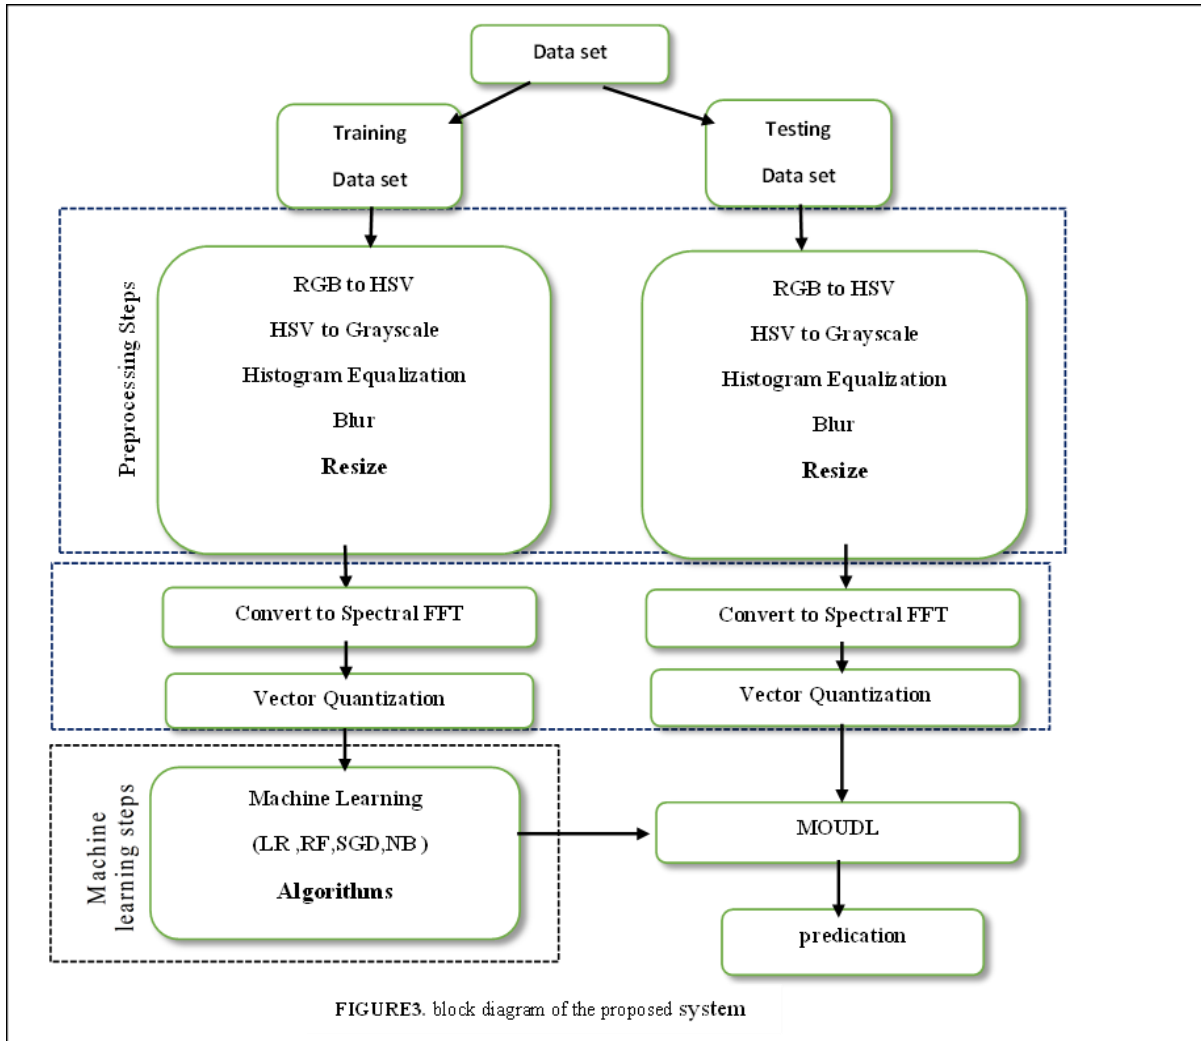 Data set
Training
Data set
Testing
Data set
Preprocessing Steps
RGB to HSV
HSV to Grayscale
Histogram Equalization
Blur
Resize
RGB to HSV
HSV to Grayscale
Histogram Equalization
Blur
Resize
Convert to Spectral FFT
Vector Quantization
Convert to Spectral FFT
Vector Quantization
Machine
learning steps
Machine Learning
(LR ,RF,SGD,NB )
Algorithms
MOUDL
predication
FIGURE3. block diagram of the proposed system